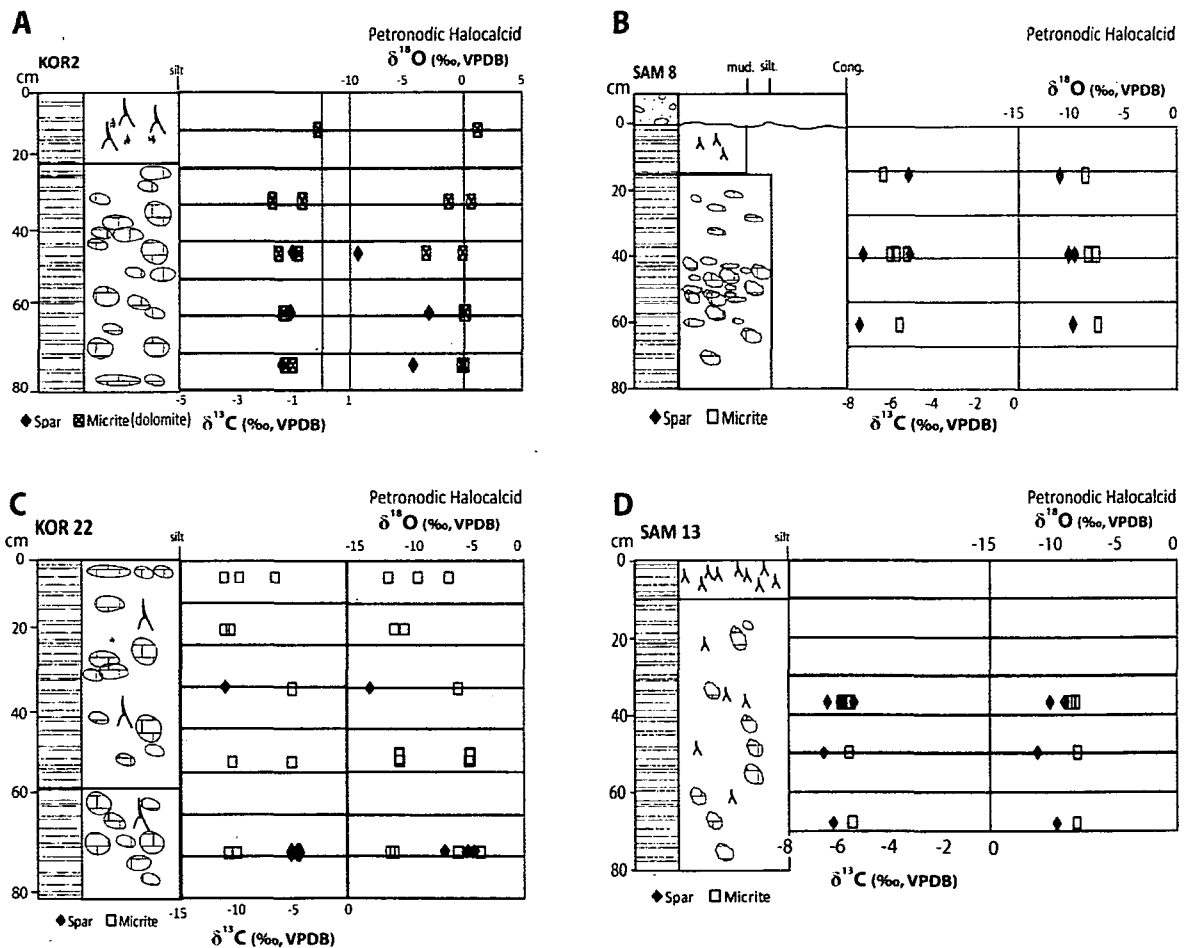 A
Petronodic Halocalcid
δ18O (‰, VPDB)
KOR2
cm
silt
-10 -5 0 5
0
20
40
60
80
-5 -3 -1 1
Spar Micrite(dolomite) δ13C (‰, VPDB)
B
Petronodic Halocalcid
SAM 8
mud. silt. Cong.
δ18O (‰, VPDB)
cm
-15 -10 -5 0
0
20
40
60
80
-8 -6 -4 -2 0
Spar Micrite
δ13C (‰, VPDB)
C
Petronodic Halocalcid
KOR 22
δ18O (‰, VPDB)
cm
silt
-15 -10 -5 0
0
20
40
60
80
-15 -10 -5 0
Spar Micrite
δ13C (‰, VPDB)
D
Petronodic Halocalcid
SAM 13
δ18O (‰, VPDB)
cm
silt
-8 -15 -10 -5 0
0
20
40
60
80
-8 -6 -4 -2 0
Spar Micrite
δ13C (‰, VPDB)